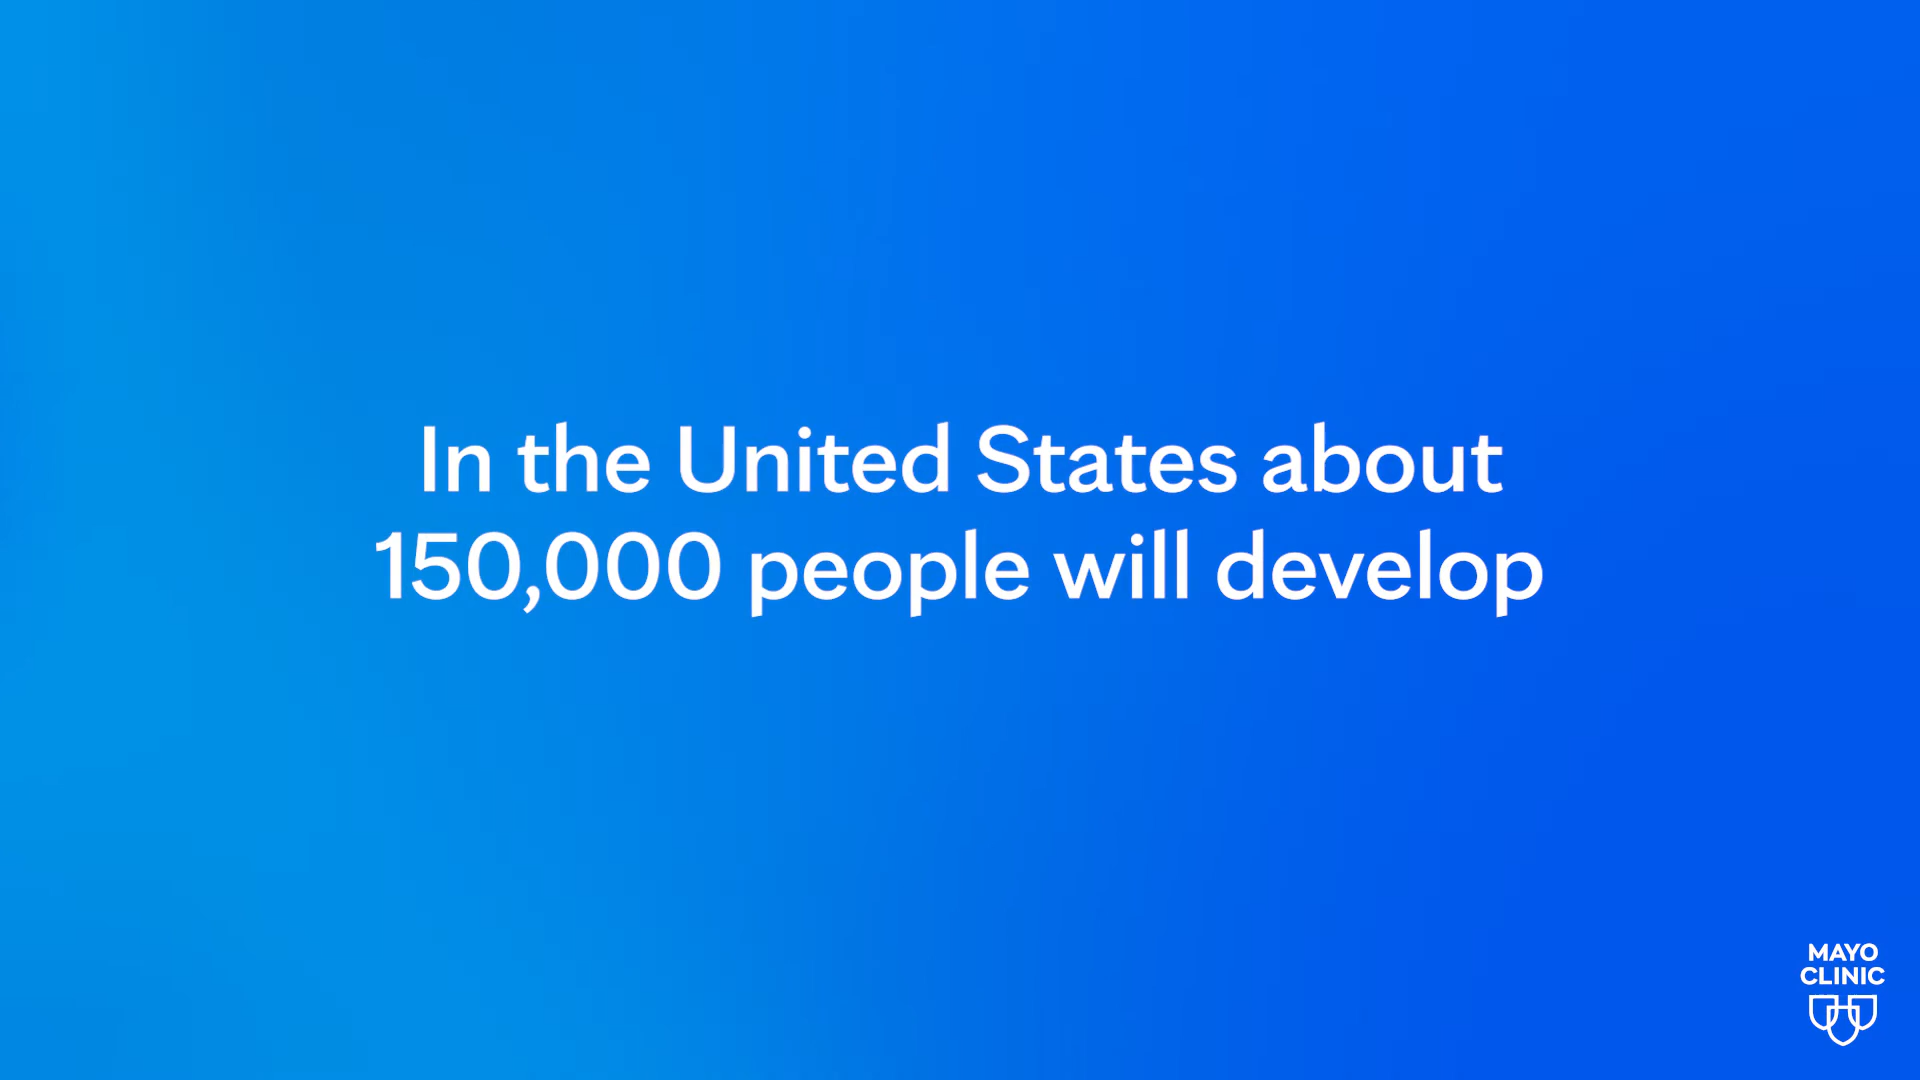 In the United States about
150,000 people will develop
MAYO
CLINIC